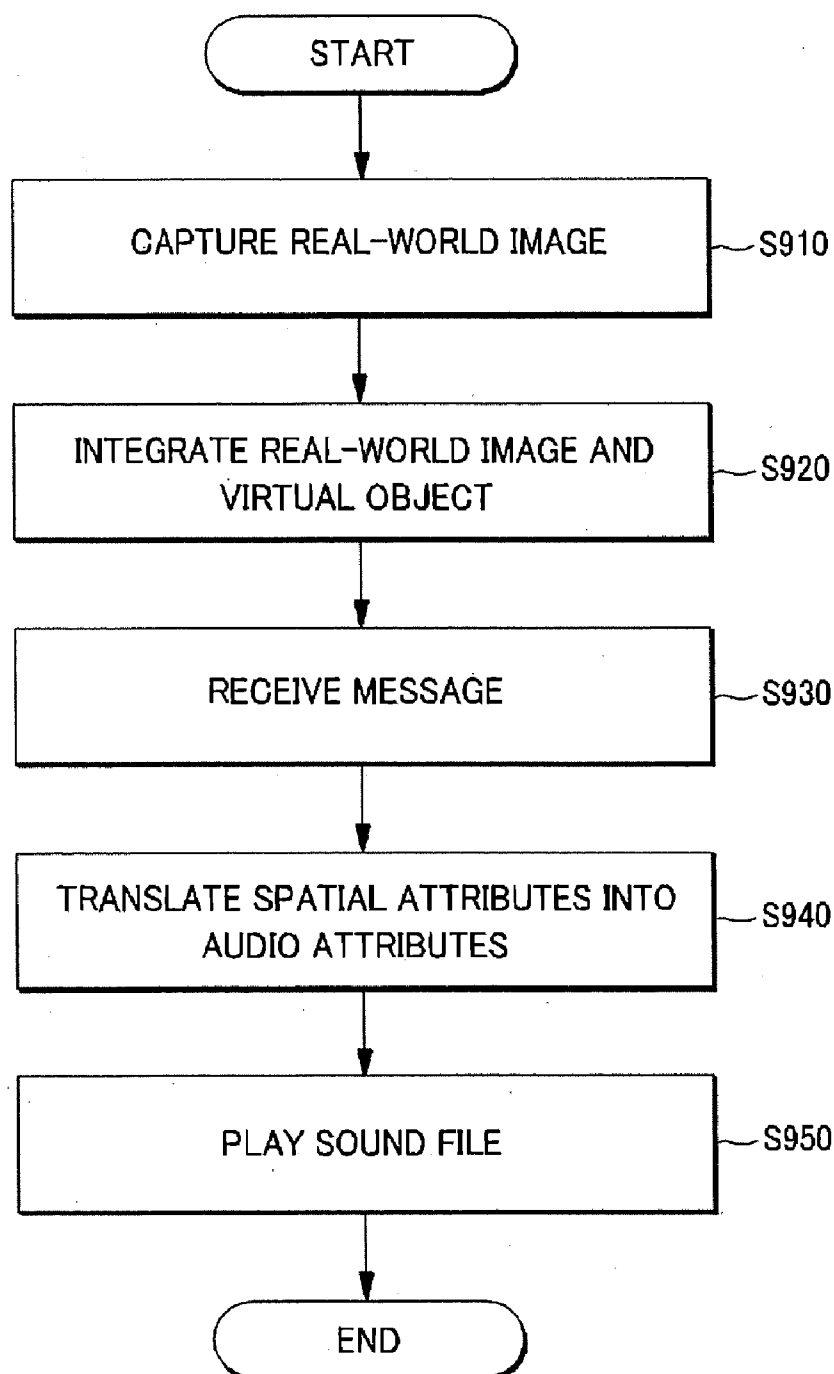 START
CAPTURE REAL-WORLD IMAGE
S910
INTEGRATE REAL-WORLD IMAGE AND
VIRTUAL OBJECT
S920
RECEIVE MESSAGE
S930
TRANSLATE SPATIAL ATTRIBUTES INTO
AUDIO ATTRIBUTES
S940
PLAY SOUND FILE
S950
END